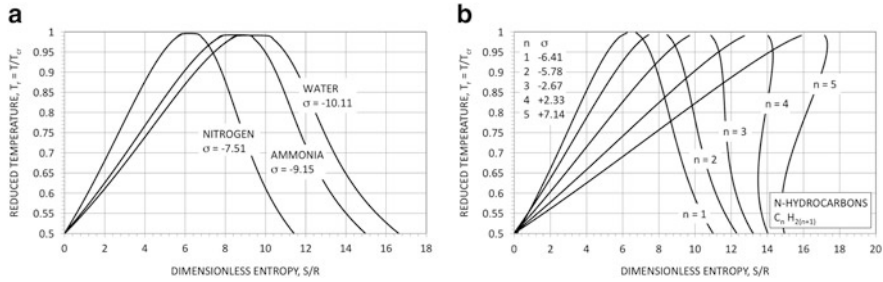 a
REDUCED TEMPERATURE, Tr = T/Tcr
1
0.95
0.9
0.85
0.8
0.75
0.7
0.65
0.6
0.55
0.5
WATER
σ = -10.11
NITROGEN
σ = -7.51
AMMONIA
σ = -9.15
0 2 4 6 8 10 12 14 16 18
DIMENSIONLESS ENTROPY, S/R
b
REDUCED TEMPERATURE, Tr = T/Tcr
1
0.95
0.9
0.85
0.8
0.75
0.7
0.65
0.6
0.55
0.5
n σ
1 -6.41
2 -5.78
3 -2.67
4 +2.33
5 +7.14
n = 5
n = 4
n = 3
n = 2
n = 1
N-HYDROCARBONS
Cn H2(n+1)
0 2 4 6 8 10 12 14 16 18 20
DIMENSIONLESS ENTROPY, S/R